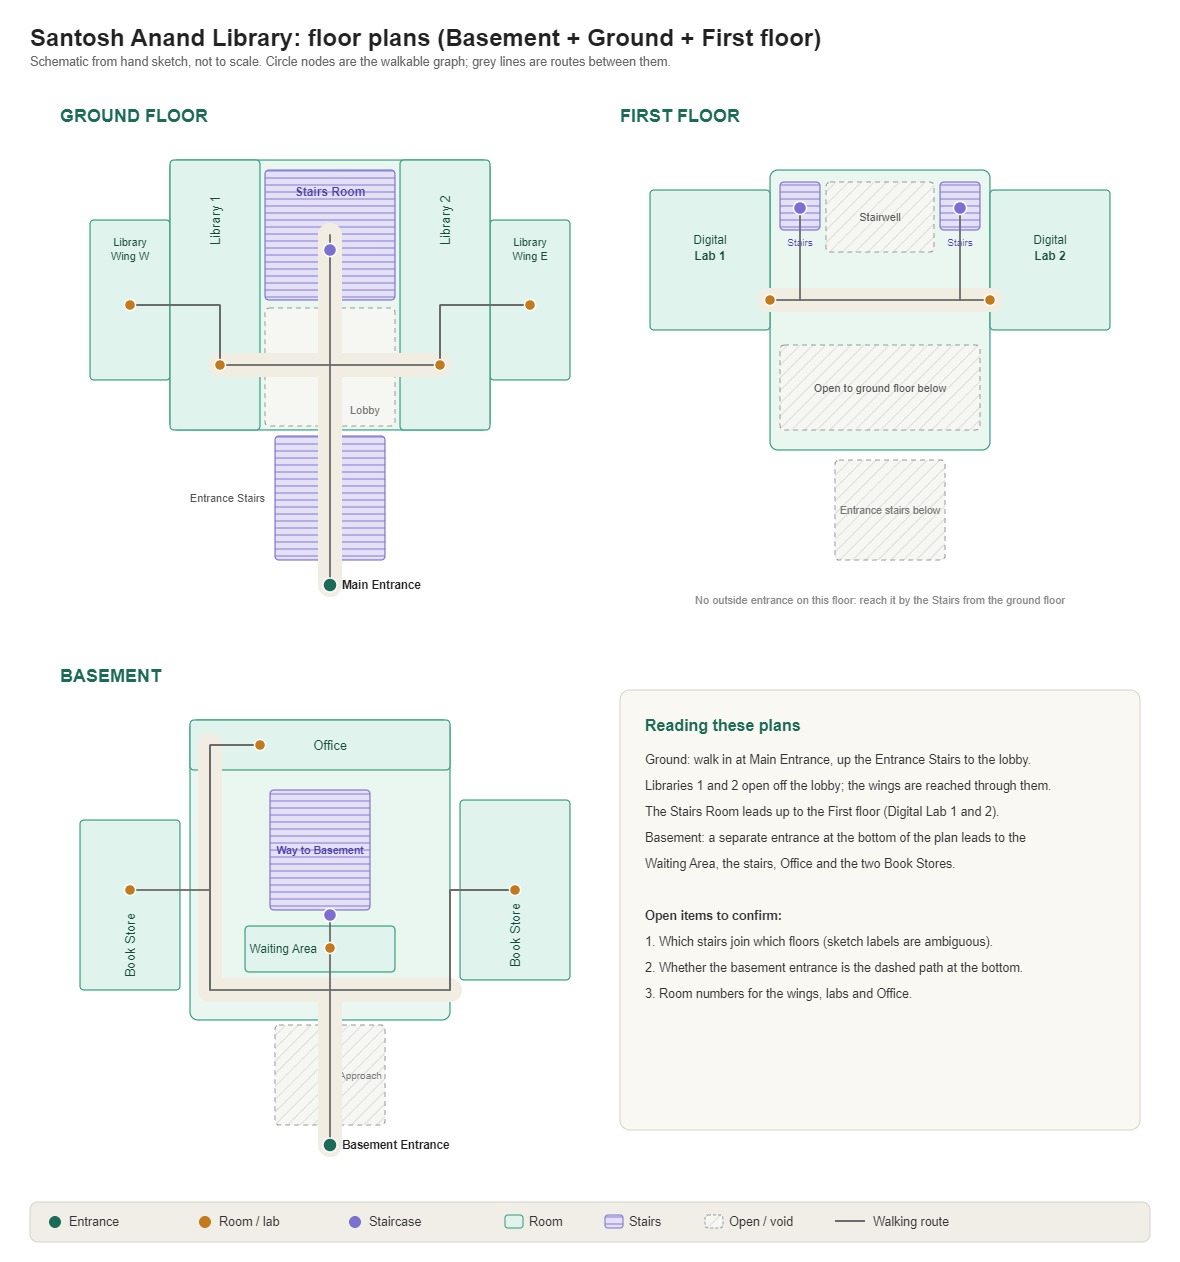 Santosh Anand Library: floor plans (Basement + Ground + First floor)
Schematic from hand sketch, not to scale. Circle nodes are the walkable graph; grey lines are routes between them.
GROUND FLOOR
Stairs Room
Library 1
Library 2
Library
Wing W
Library
Wing E
Lobby
Entrance Stairs
Main Entrance
FIRST FLOOR
Stairwell
Stairs
Stairs
Digital
Lab 1
Digital
Lab 2
Open to ground floor below
Entrance stairs below
No outside entrance on this floor: reach it by the Stairs from the ground floor
BASEMENT
Office
Way to Basement
Book Store
Book Store
Waiting Area
Approach
Basement Entrance
Reading these plans
Ground: walk in at Main Entrance, up the Entrance Stairs to the lobby.
Libraries 1 and 2 open off the lobby; the wings are reached through them.
The Stairs Room leads up to the First floor (Digital Lab 1 and 2).
Basement: a separate entrance at the bottom of the plan leads to the
Waiting Area, the stairs, Office and the two Book Stores.
Open items to confirm:
1. Which stairs join which floors (sketch labels are ambiguous).
2. Whether the basement entrance is the dashed path at the bottom.
3. Room numbers for the wings, labs and Office.
Entrance
Room / lab
Staircase
Room
Stairs
Open / void
Walking route